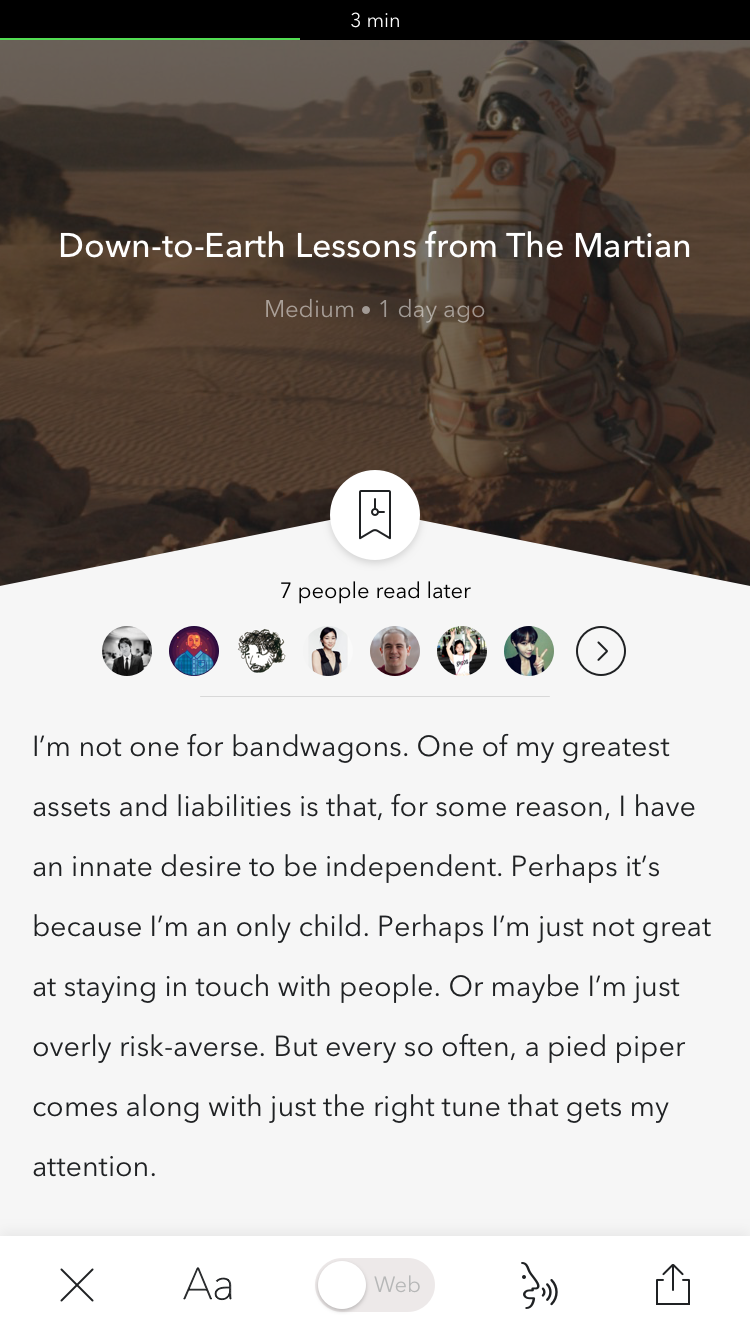 3 min
ARES III
20
Down-to-Earth Lessons from The Martian
Medium • 1 day ago
7 people read later
I’m not one for bandwagons. One of my greatest
assets and liabilities is that, for some reason, I have
an innate desire to be independent. Perhaps it’s
because I’m an only child. Perhaps I’m just not great
at staying in touch with people. Or maybe I’m just
overly risk-averse. But every so often, a pied piper
comes along with just the right tune that gets my
attention.
Aa
Web